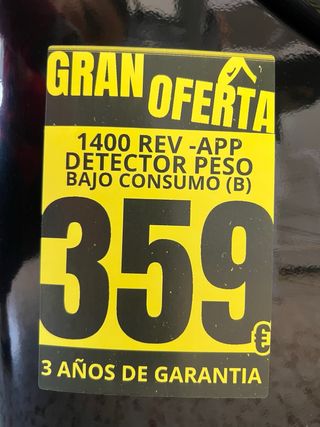 GRAN OFERTA
1400 REV -APP
DETECTOR PESO
BAJO CONSUMO (B)
359€
3 AÑOS DE GARANTIA